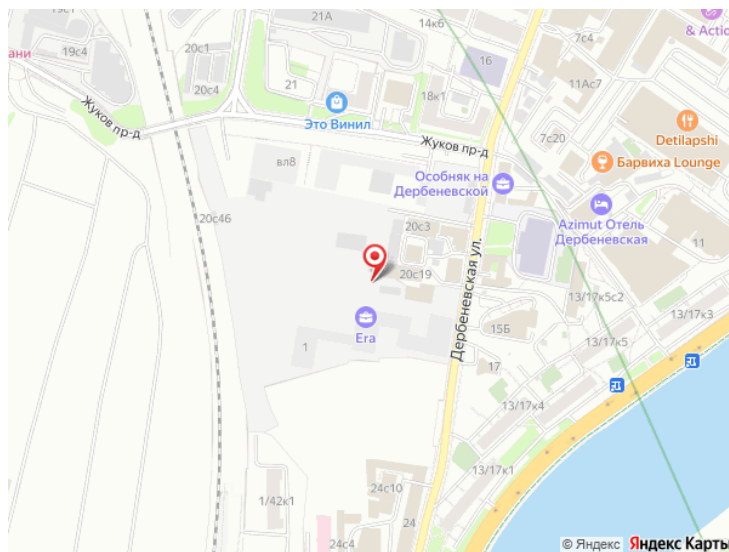 19с1
21А
14к6
& Actio
7с4
20с1
19с4
16
ани
21
11Ас7
20с4
18к1
Это Винил
7с20
Detilapshi
Жуков пр-д
Жуков пр-д
вл8
Барвиха Lounge
Особняк на
Дербеневской
20с46
20с3
Azimut Отель
Дербеневская
11
20с19
13/17к5с2
Дербеневская ул.
13/17к3
15Б
Era
1
13/17к5
17
13/17к4
13/17к1
24с10
1/42к1
24
24с4
© Яндекс Яндекс Карты